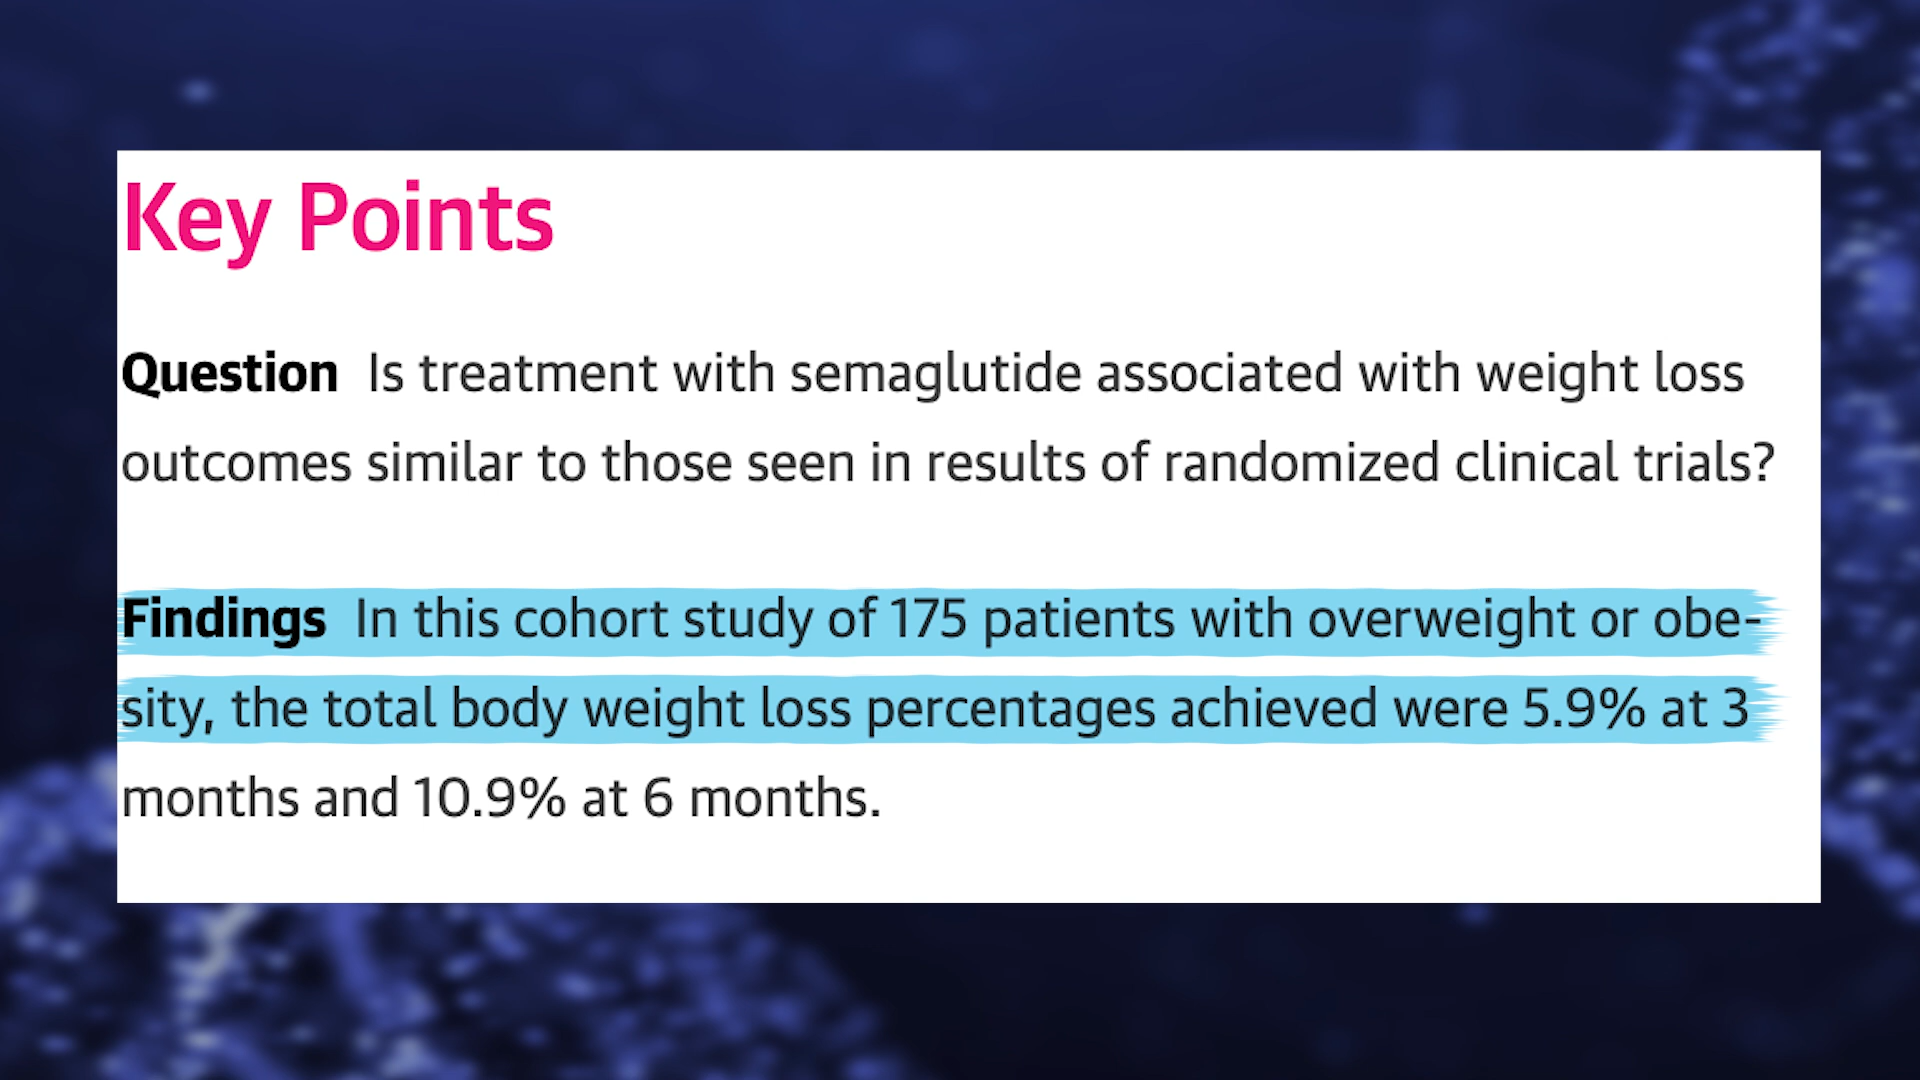 Key Points
Question Is treatment with semaglutide associated with weight loss
outcomes similar to those seen in results of randomized clinical trials?
Findings In this cohort study of 175 patients with overweight or obe-
sity, the total body weight loss percentages achieved were 5.9% at 3
months and 10.9% at 6 months.